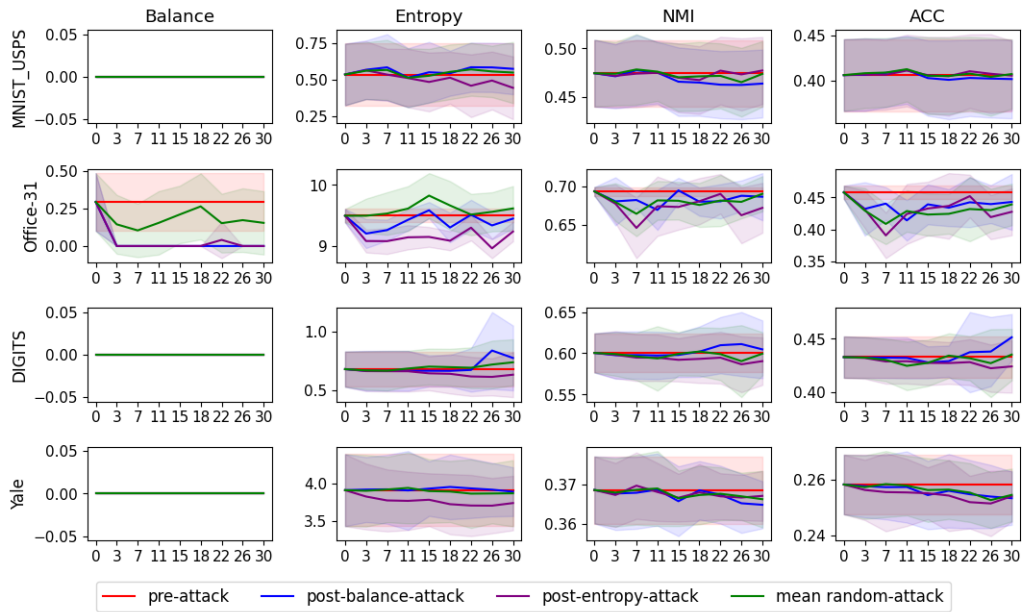 Balance Entropy NMI ACC
MNIST_USPS
0.05
0.00
−0.05
0 3 7 11 15 18 22 26 30
0.75
0.50
0.25
0 3 7 11 15 18 22 26 30
0.50
0.45
0 3 7 11 15 18 22 26 30
0.45
0.40
0 3 7 11 15 18 22 26 30
Office-31
0.50
0.25
0.00
0 3 7 11 15 18 22 26 30
10
9
0 3 7 11 15 18 22 26 30
0.70
0.65
0 3 7 11 15 18 22 26 30
0.45
0.40
0.35
0 3 7 11 15 18 22 26 30
DIGITS
0.05
0.00
−0.05
0 3 7 11 15 18 22 26 30
1.0
0.5
0 3 7 11 15 18 22 26 30
0.65
0.60
0.55
0 3 7 11 15 18 22 26 30
0.45
0.40
0 3 7 11 15 18 22 26 30
Yale
0.05
0.00
−0.05
0 3 7 11 15 18 22 26 30
4.0
3.5
0 3 7 11 15 18 22 26 30
0.37
0.36
0 3 7 11 15 18 22 26 30
0.26
0.24
0 3 7 11 15 18 22 26 30
pre-attack post-balance-attack post-entropy-attack mean random-attack